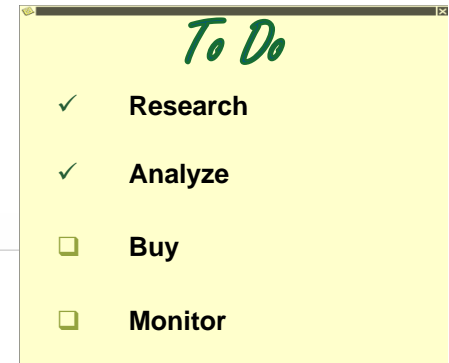 To Do
✓ Research
✓ Analyze
❑ Buy
❑ Monitor